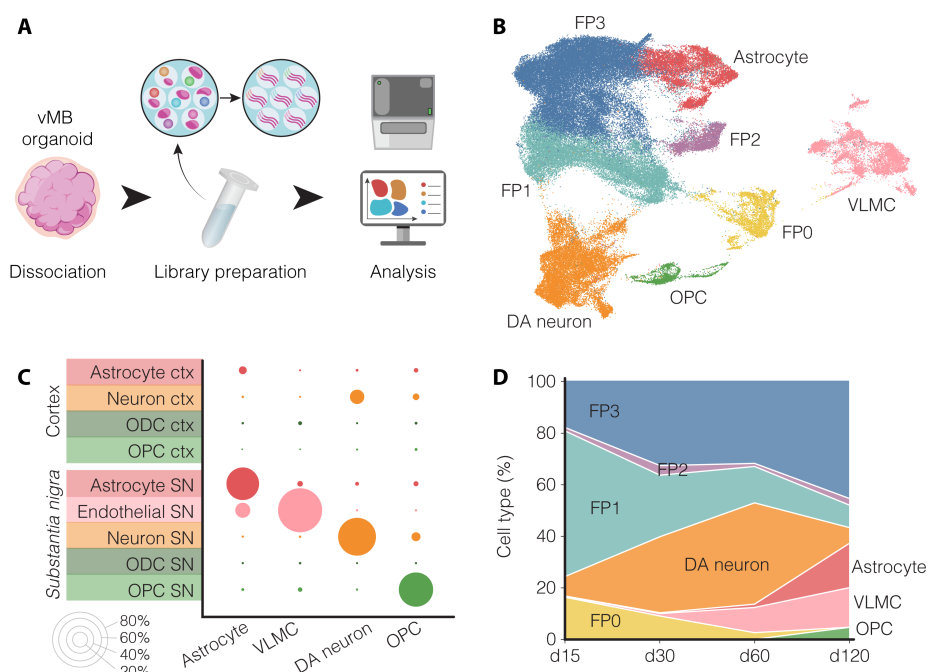 A
vMB
organoid
Dissociation
Library preparation
Analysis
B
FP3
Astrocyte
FP2
FP1
VLMC
FP0
OPC
DA neuron
C
Cortex
Astrocyte ctx
Neuron ctx
ODC ctx
OPC ctx
Substantia nigra
Astrocyte SN
Endothelial SN
Neuron SN
ODC SN
OPC SN
80%
60%
40%
20%
Astrocyte
VLMC
DA neuron
OPC
D
Cell type (%)
100
80
60
40
20
0
FP3
FP2
FP1
DA neuron
FP0
Astrocyte
VLMC
OPC
d15
d30
d60
d120